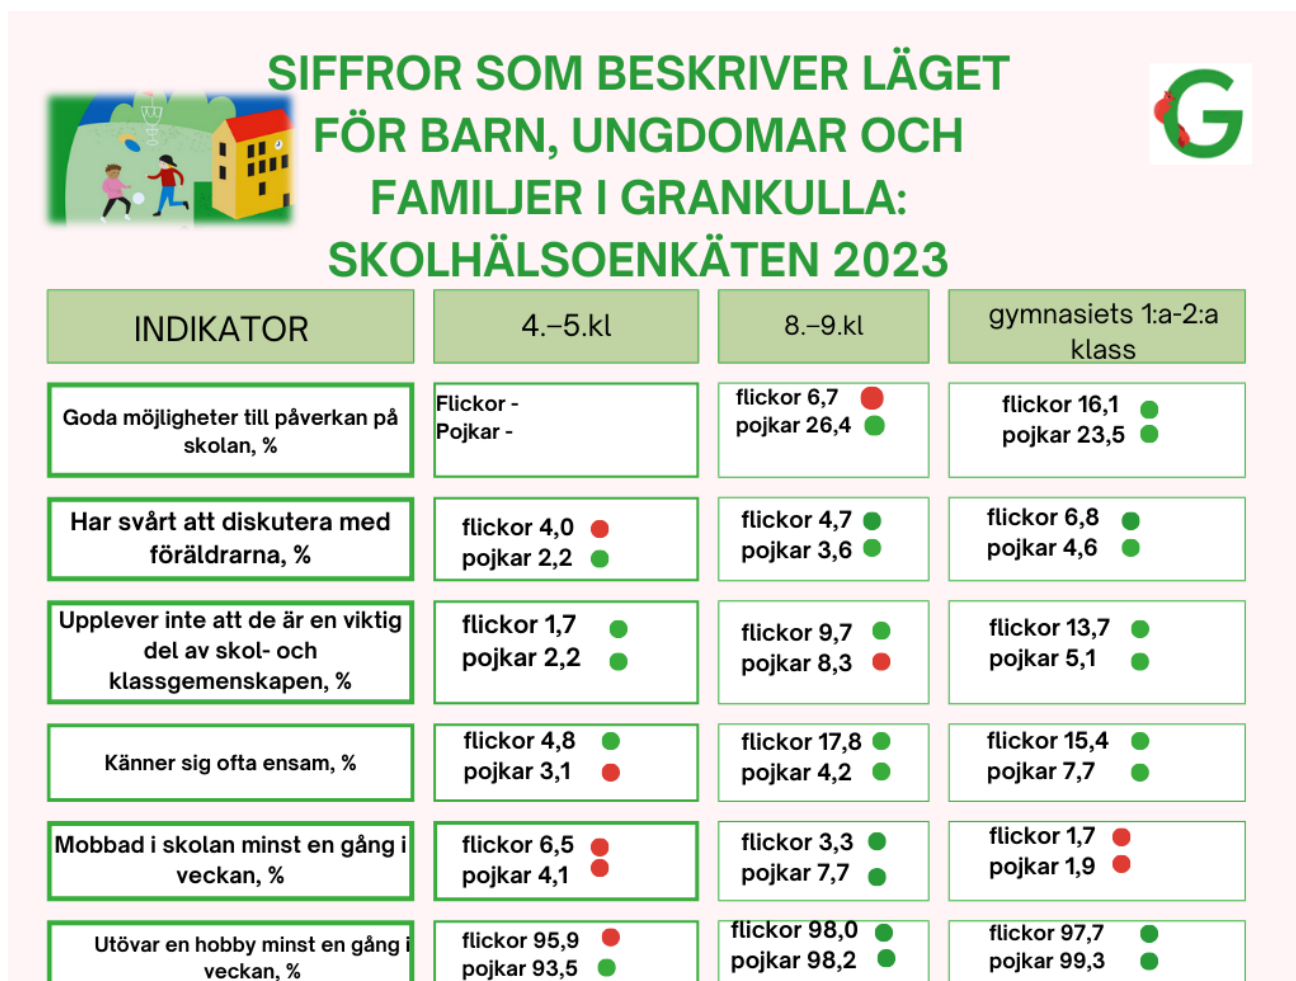 SIFFROR SOM BESKRIVER LÄGET
FÖR BARN, UNGDOMAR OCH
FAMILJER I GRANKULLA:
SKOLHÄLSOENKÄTEN 2023
G
INDIKATOR
4.–5.kl
8.–9.kl
gymnasiets 1:a-2:a
klass
Goda möjligheter till påverkan på
skolan, %
Flickor -
Pojkar -
flickor 6,7
pojkar 26,4
flickor 16,1
pojkar 23,5
Har svårt att diskutera med
föräldrarna, %
flickor 4,0
pojkar 2,2
flickor 4,7
pojkar 3,6
flickor 6,8
pojkar 4,6
Upplever inte att de är en viktig
del av skol- och
klassgemenskapen, %
flickor 1,7
pojkar 2,2
flickor 9,7
pojkar 8,3
flickor 13,7
pojkar 5,1
Känner sig ofta ensam, %
flickor 4,8
pojkar 3,1
flickor 17,8
pojkar 4,2
flickor 15,4
pojkar 7,7
Mobbad i skolan minst en gång i
veckan, %
flickor 6,5
pojkar 4,1
flickor 3,3
pojkar 7,7
flickor 1,7
pojkar 1,9
Utövar en hobby minst en gång i
veckan, %
flickor 95,9
pojkar 93,5
flickor 98,0
pojkar 98,2
flickor 97,7
pojkar 99,3